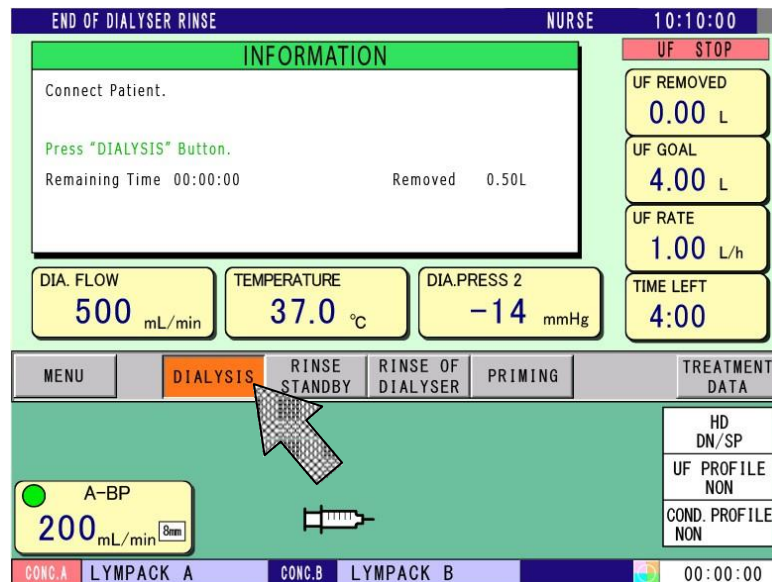 END OF DIALYSER RINSE NURSE 10:10:00
INFORMATION
Connect Patient.
Press “DIALYSIS” Button.
Remaining Time 00:00:00 Removed 0.50L
UF STOP
UF REMOVED
0.00 L
UF GOAL
4.00 L
UF RATE
1.00 L/h
TIME LEFT
4:00
DIA. FLOW
500 mL/min
TEMPERATURE
37.0 ℃
DIA.PRESS 2
-14 mmHg
MENU
DIALYSIS
RINSE
STANDBY
RINSE OF
DIALYSER
PRIMING
TREATMENT
DATA
HD
DN/SP
UF PROFILE
NON
COND.PROFILE
NON
A-BP
200 mL/min 8mm
CONC.A LYMPACK A CONC.B LYMPACK B 00:00:00